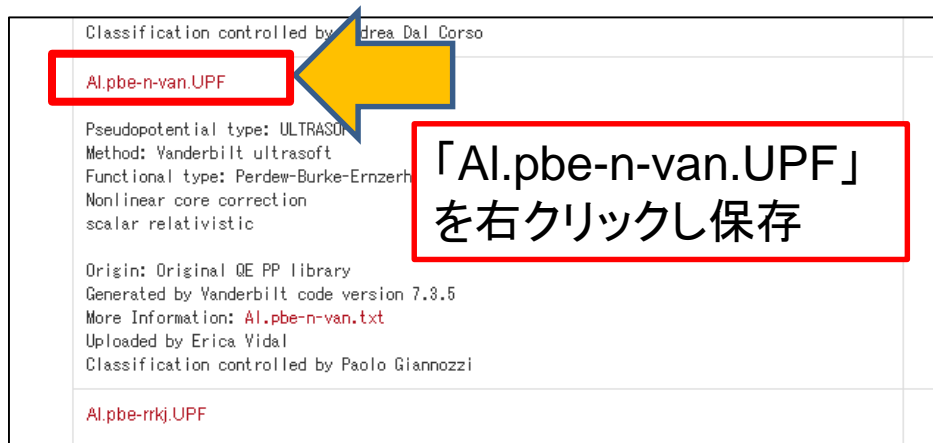 Classification controlled by Andrea Dal Corso
Al.pbe-n-van.UPF
Pseudopotential type: ULTRASO
Method: Vanderbilt ultrasoft
Functional type: Perdew-Burke-Ernzerh
Nonlinear core correction
scalar relativistic
「Al.pbe-n-van.UPF」
を右クリックし保存
Origin: Original QE PP library
Generated by Vanderbilt code version 7.3.5
More Information: Al.pbe-n-van.txt
Uploaded by Erica Vidal
Classification controlled by Paolo Giannozzi
Al.pbe-rrkj.UPF